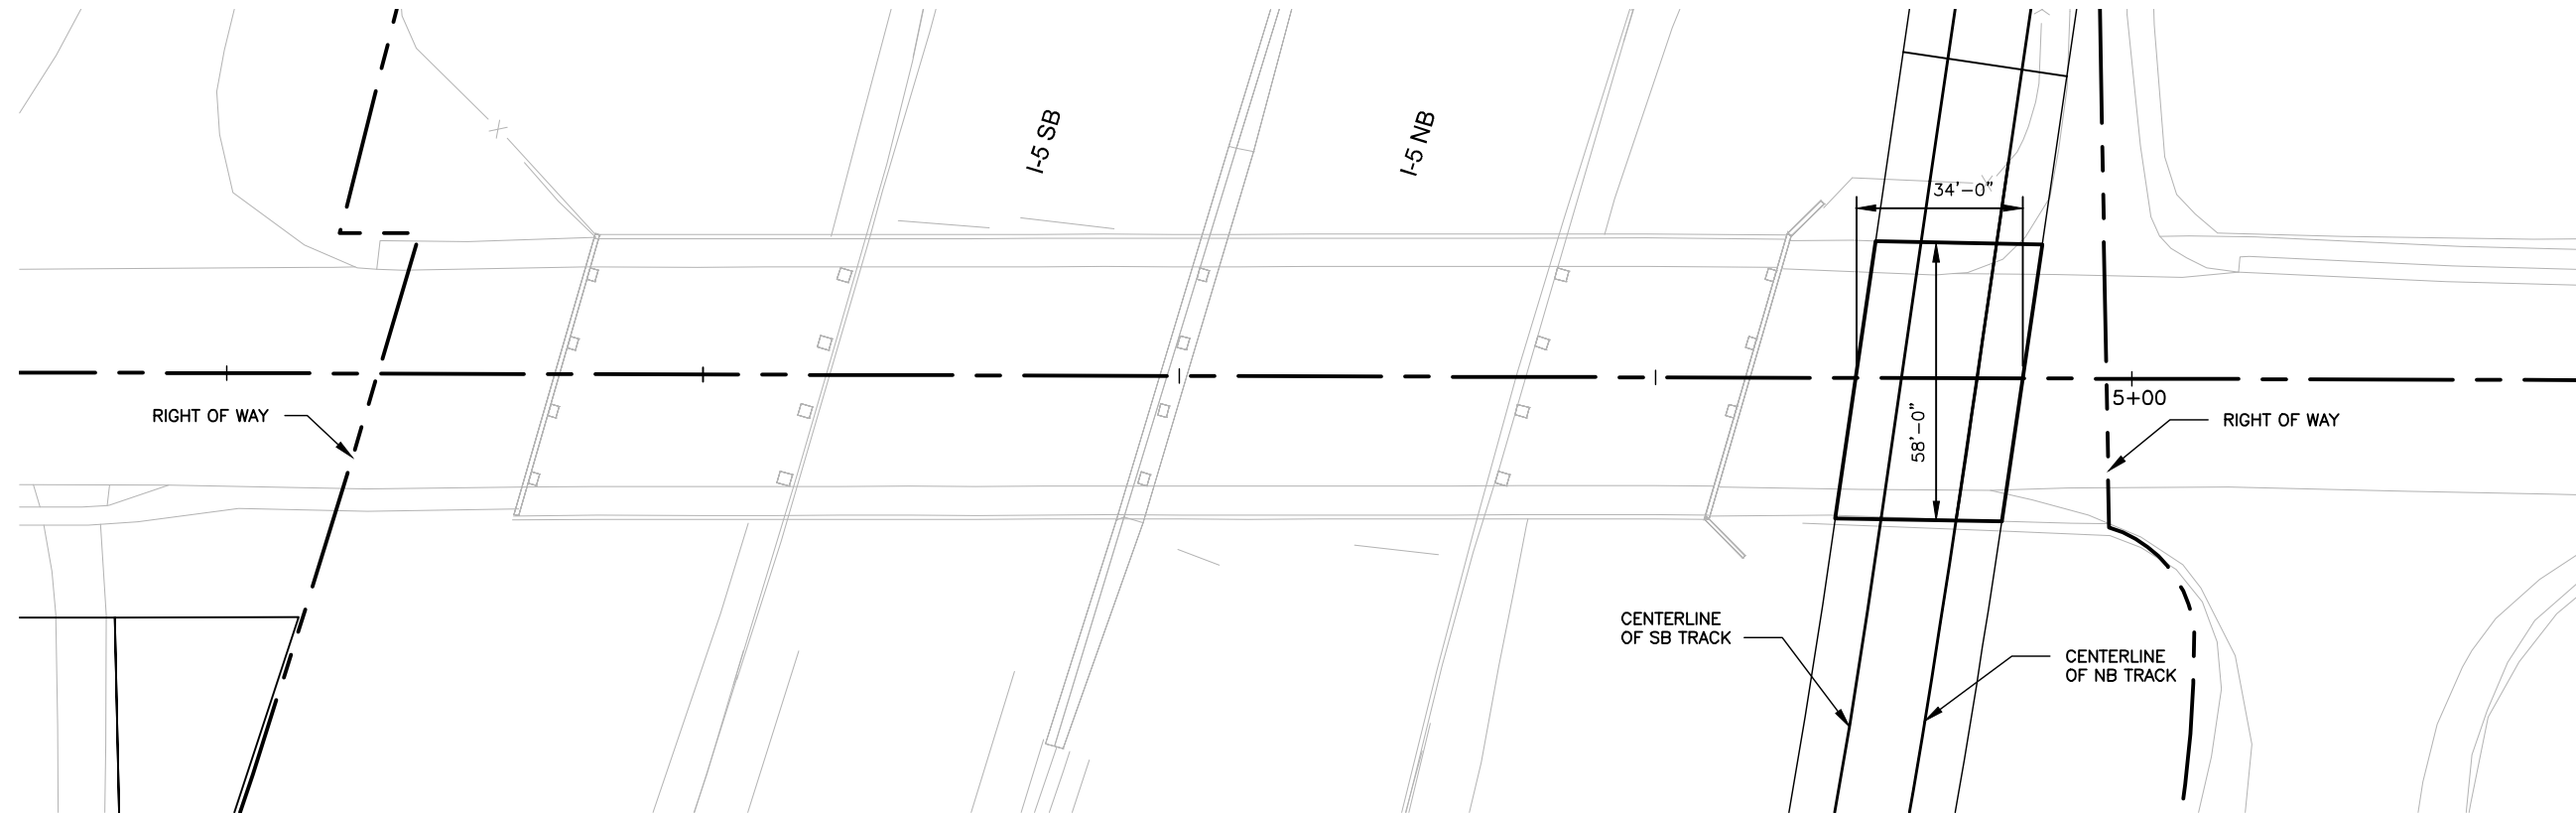 I-5 SB
I-5 NB
34'-0"
58'-0"
5+00
RIGHT OF WAY
RIGHT OF WAY
CENTERLINE
OF SB TRACK
CENTERLINE
OF NB TRACK